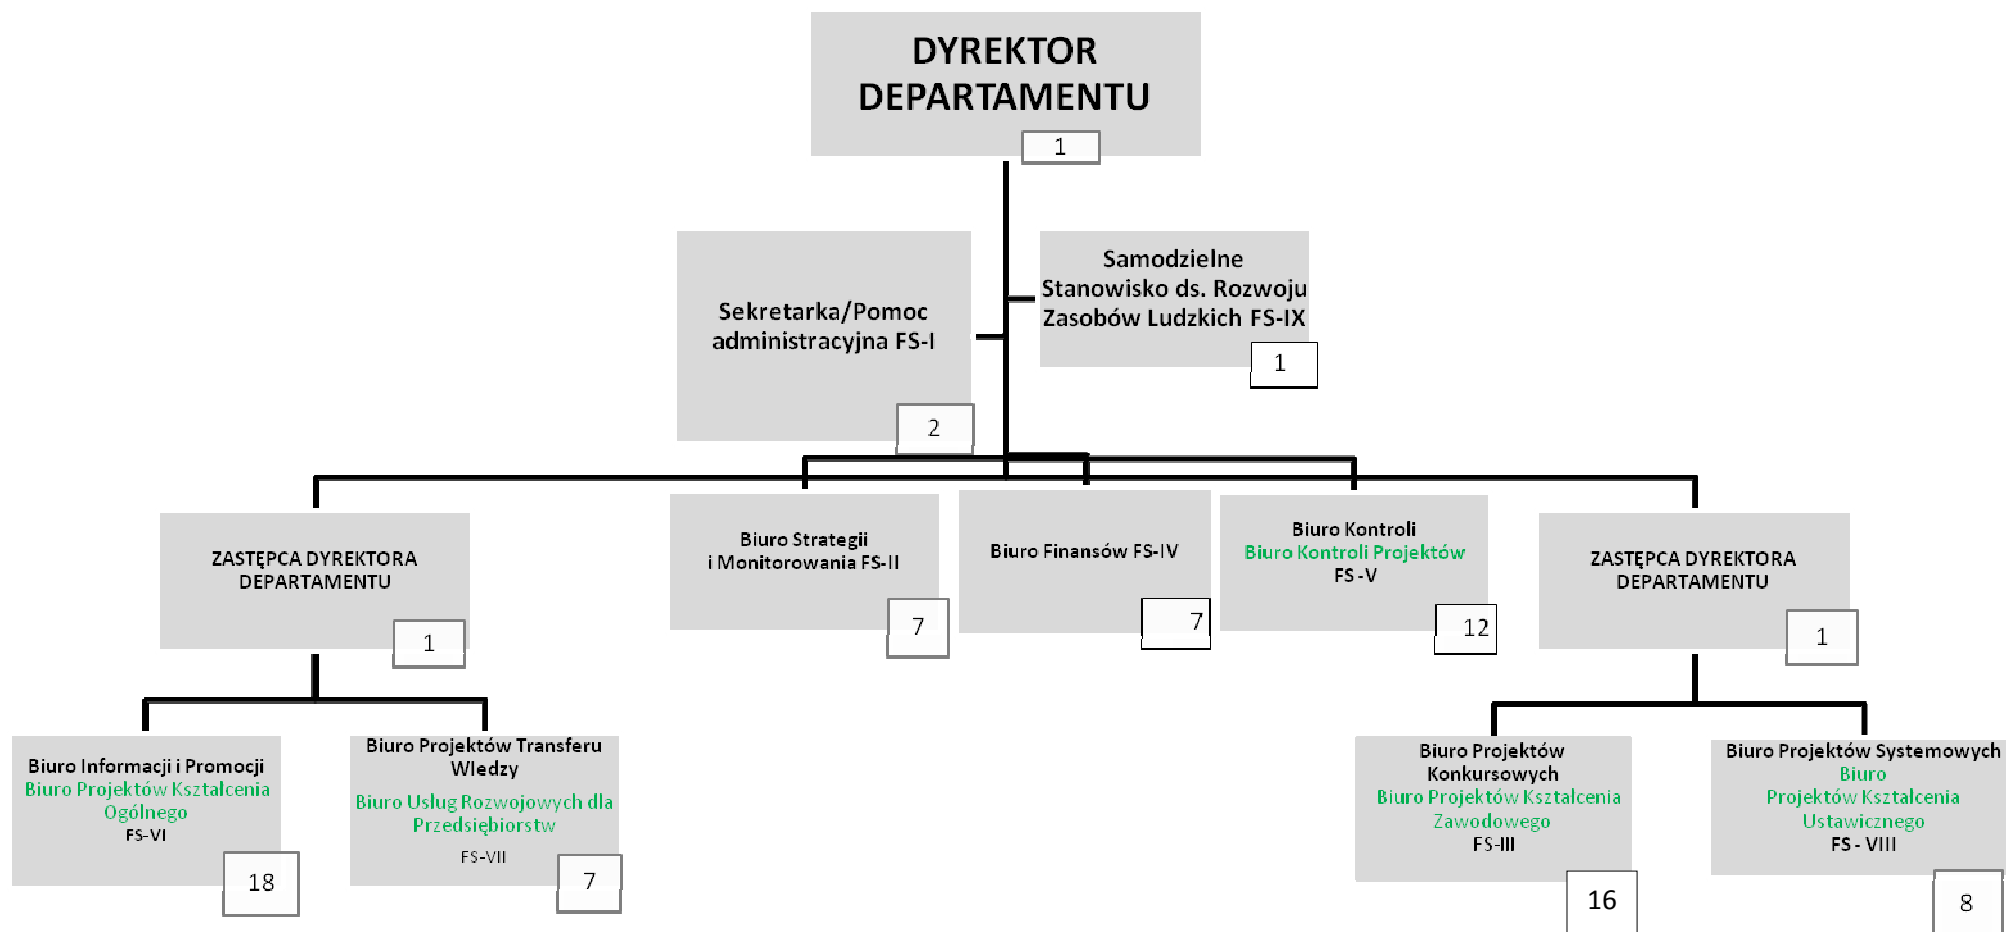 DYREKTOR
DEPARTAMENTU
1
Sekretarka/Pomoc
administracyjna FS-I
2
Samodzielne
Stanowisko ds. Rozwoju
Zasobów Ludzkich FS-IX
1
ZASTĘPCA DYREKTORA
DEPARTAMENTU
1
Biuro Strategii
i Monitorowania FS-II
7
Biuro Finansów FS-IV
7
Biuro Kontroli
Biuro Kontroli Projektów
FS -V
12
ZASTĘPCA DYREKTORA
DEPARTAMENTU
1
Biuro Informacji i Promocji
Biuro Projektów Kształcenia
Ogólnego
FS-VI
18
Biuro Projektów Transferu
Wledzy
Biuro Usług Rozwojowych dla
Przedsiębiorstw
FS-VII
7
Biuro Projektów
Konkursowych
Biuro Projektów Kształcenia
Zawodowego
FS-III
16
Biuro Projektów Systemowych
Biuro
Projektów Kształcenia
Ustawicznego
FS - VIII
8